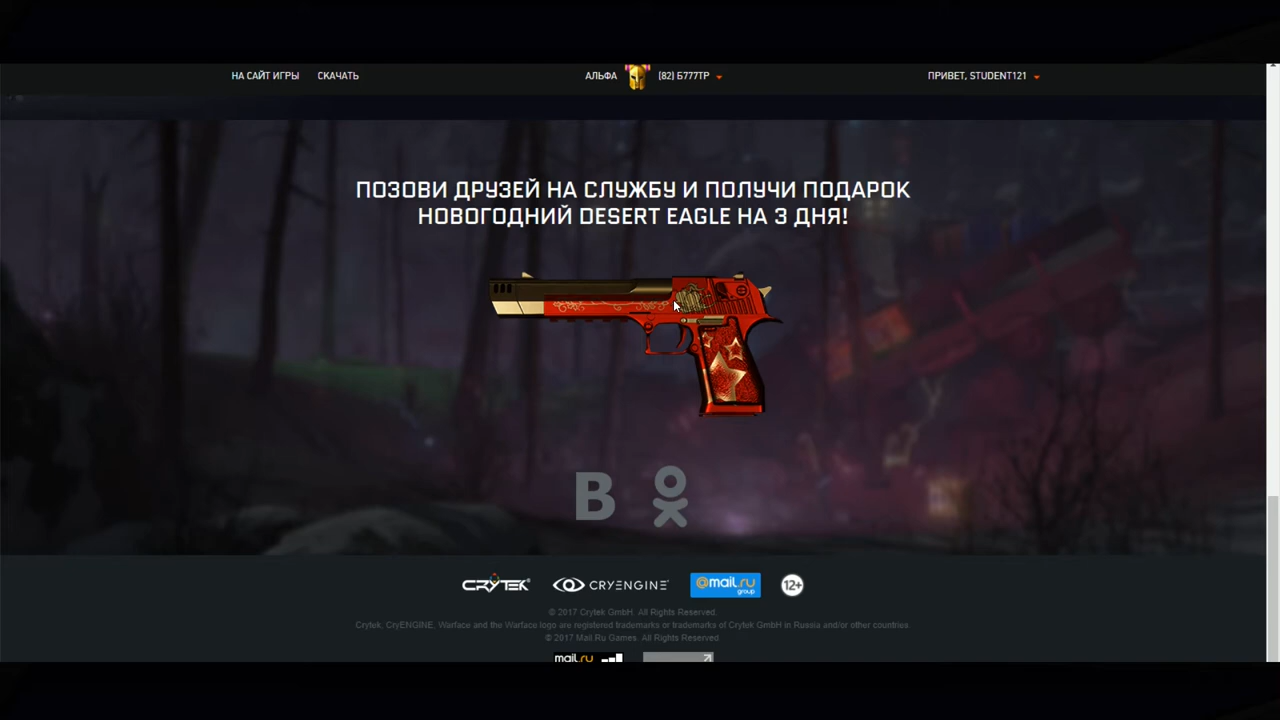 НА САЙТ ИГРЫ СКАЧАТЬ АЛЬФА (82) Б777ТР ПРИВЕТ, STUDENT121
ПОЗОВИ ДРУЗЕЙ НА СЛУЖБУ И ПОЛУЧИ ПОДАРОК
НОВОГОДНИЙ DESERT EAGLE НА 3 ДНЯ!
CRYTEK CRYENGINE @mail.ru group 12+
© 2017 Crytek GmbH. All Rights Reserved.
Crytek, CryENGINE, Warface and the Warface logo are registered trademarks or trademarks of Crytek GmbH in Russia and/or other countries.
© 2017 Mail.Ru Games. All Rights Reserved.
mail.ru